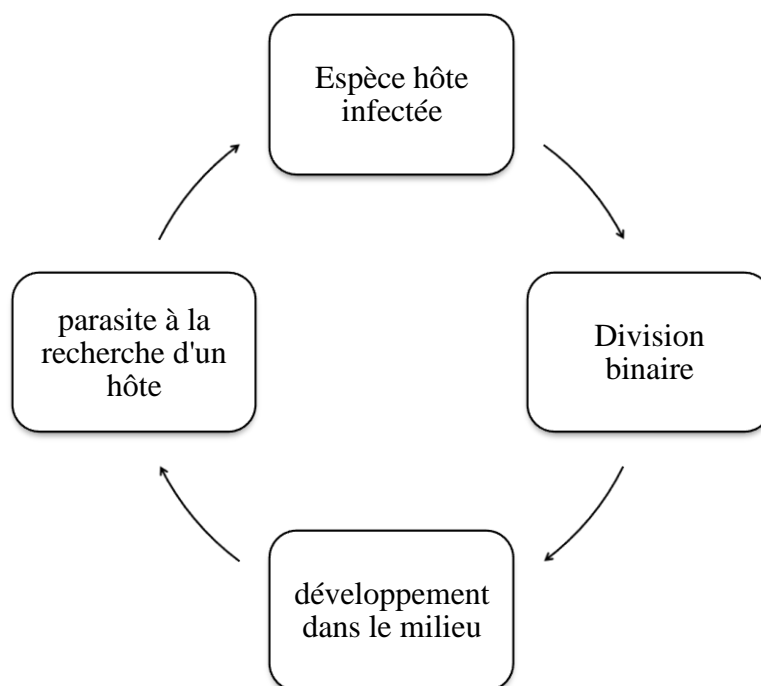 Espèce hôte
infectée
parasite à la
recherche d'un
hôte
Division
binaire
développement
dans le milieu